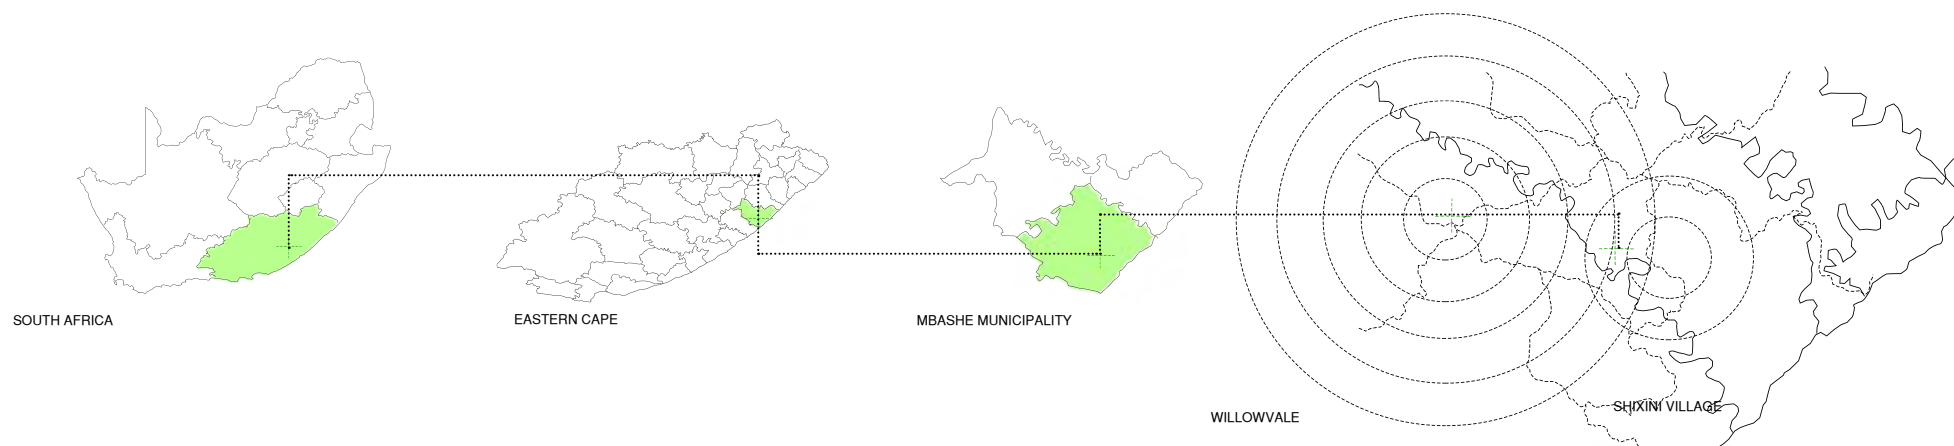 SOUTH AFRICA
EASTERN CAPE
MBASHE MUNICIPALITY
WILLOWVALE
SHIXINI VILLAGE